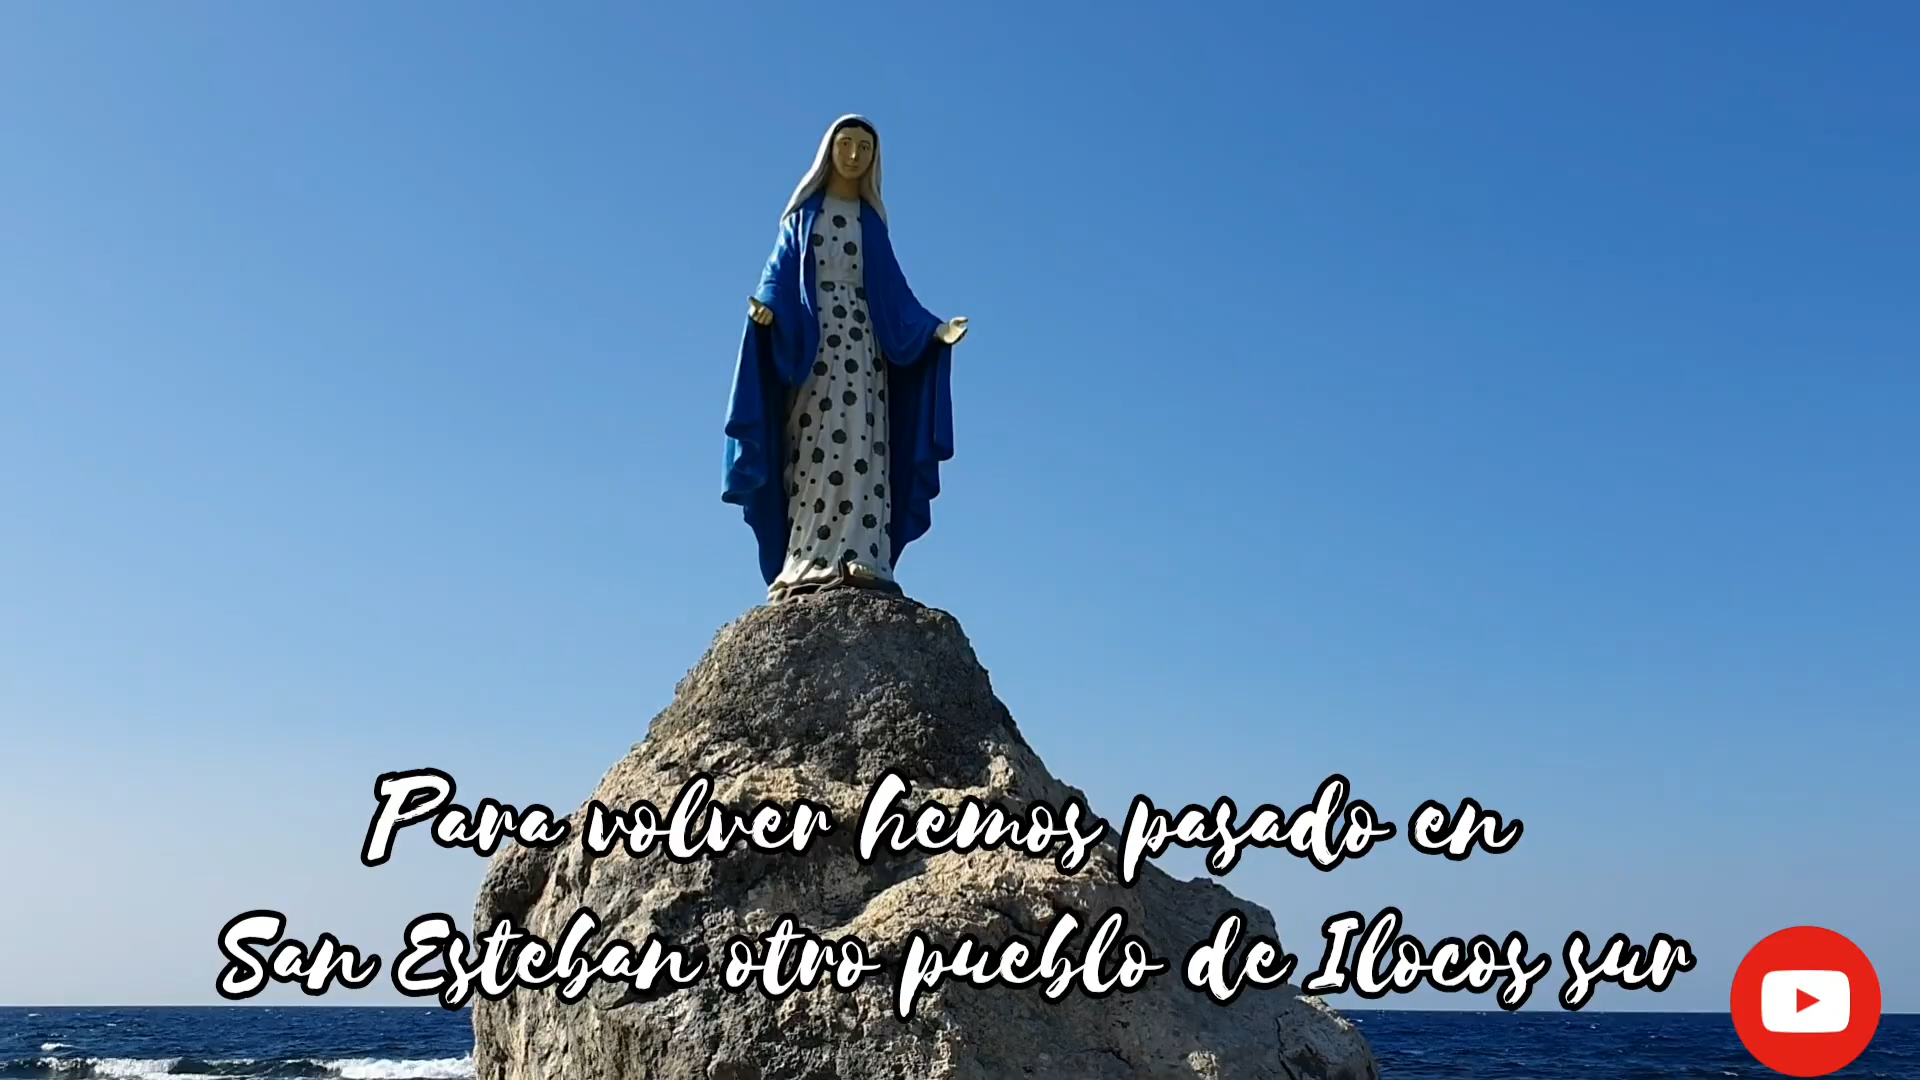 Para volver hemos pasado en
San Esteban otro pueblo de Ilocos sur